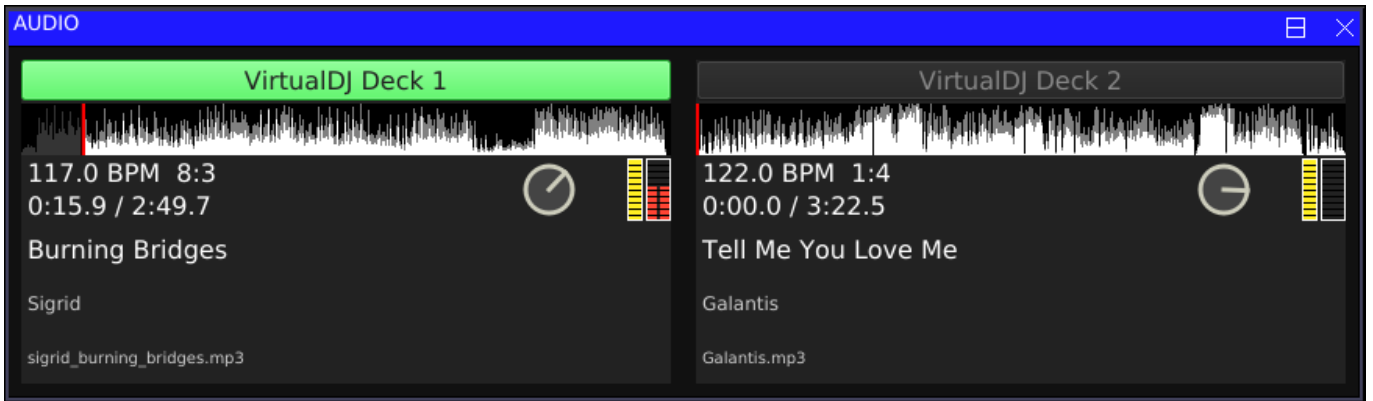 AUDIO
VirtualDJ Deck 1
117.0 BPM 8:3
0:15.9 / 2:49.7
Burning Bridges
Sigrid
sigrid_burning_bridges.mp3
VirtualDJ Deck 2
122.0 BPM 1:4
0:00.0 / 3:22.5
Tell Me You Love Me
Galantis
Galantis.mp3